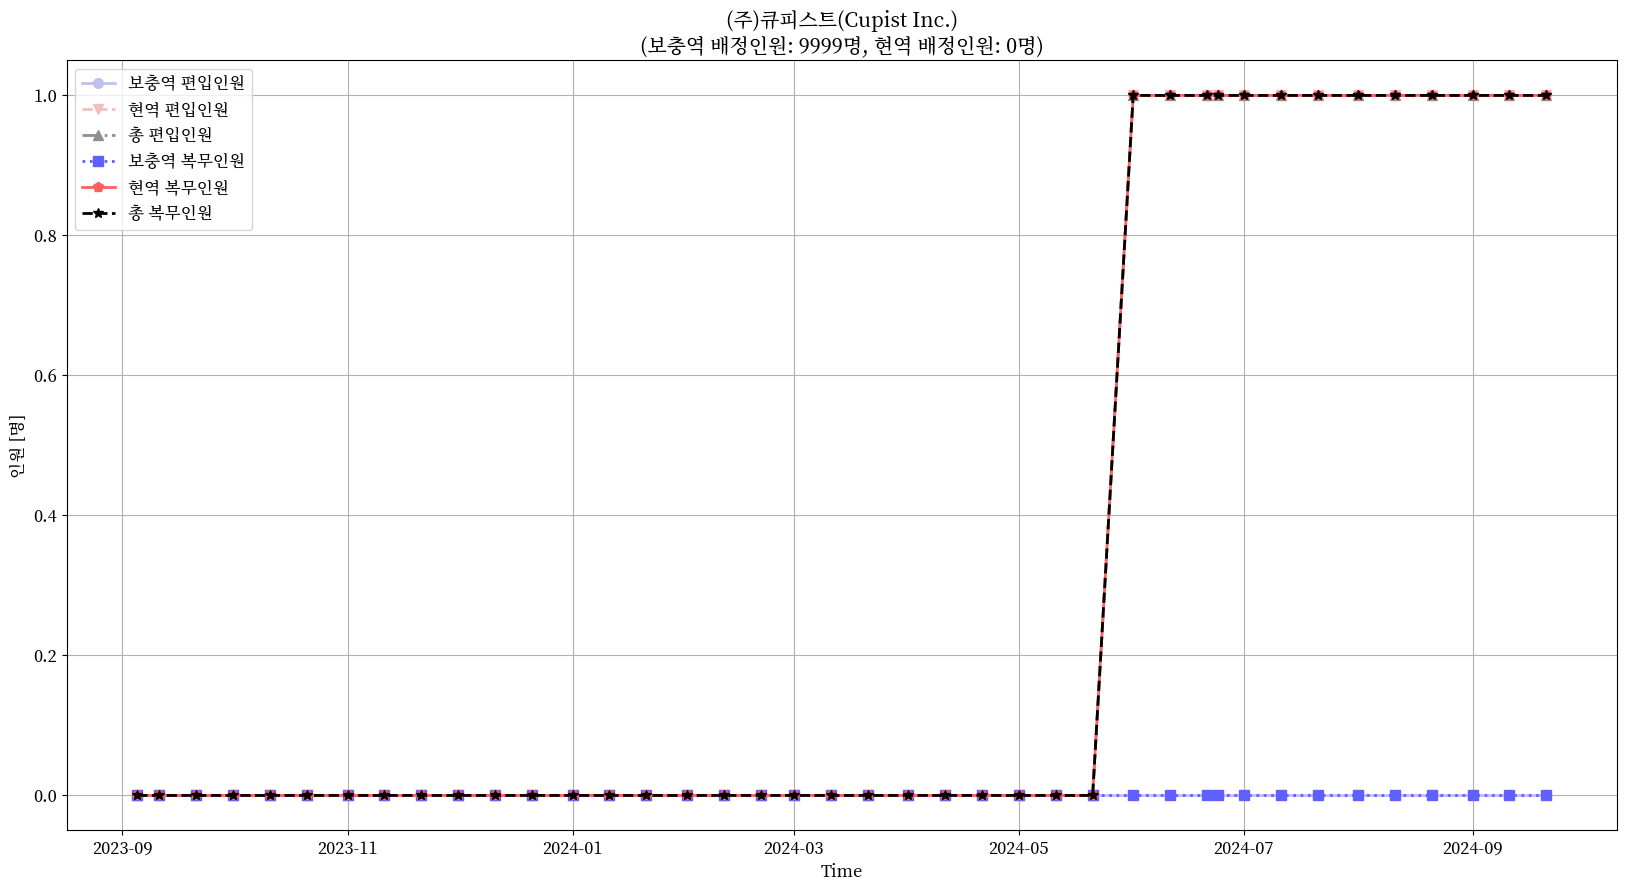 (주)큐피스트(Cupist Inc.)
(보충역 배정인원: 9999명, 현역 배정인원: 0명)
보충역 편입인원
현역 편입인원
총 편입인원
보충역 복무인원
현역 복무인원
총 복무인원
1.0
0.8
0.6
0.4
0.2
0.0
인원 [명]
2023-09
2023-11
2024-01
2024-03
2024-05
2024-07
2024-09
Time